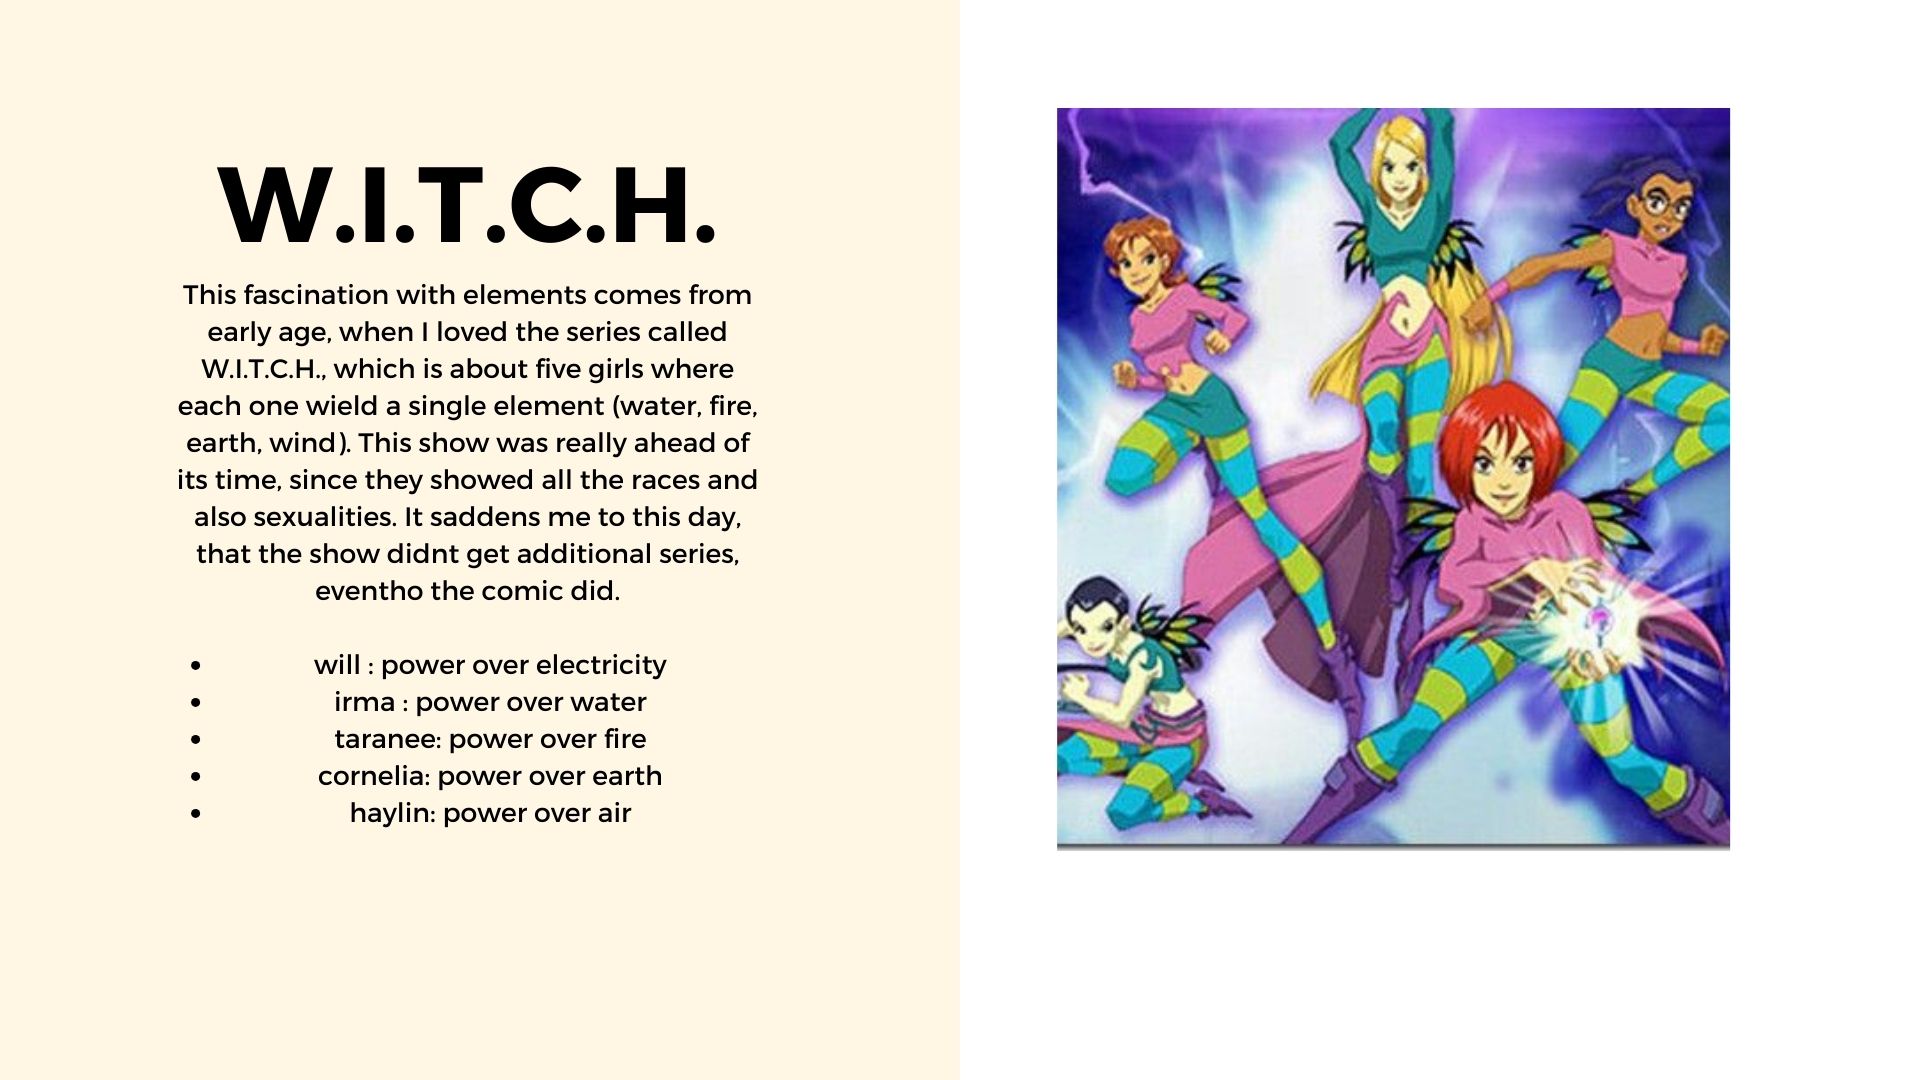 W.I.T.C.H.
This fascination with elements comes from
early age, when I loved the series called
W.I.T.C.H., which is about five girls where
each one wield a single element (water, fire,
earth, wind). This show was really ahead of
its time, since they showed all the races and
also sexualities. It saddens me to this day,
that the show didnt get additional series,
eventho the comic did.
• will : power over electricity
• irma : power over water
• taranee: power over fire
• cornelia: power over earth
• haylin: power over air